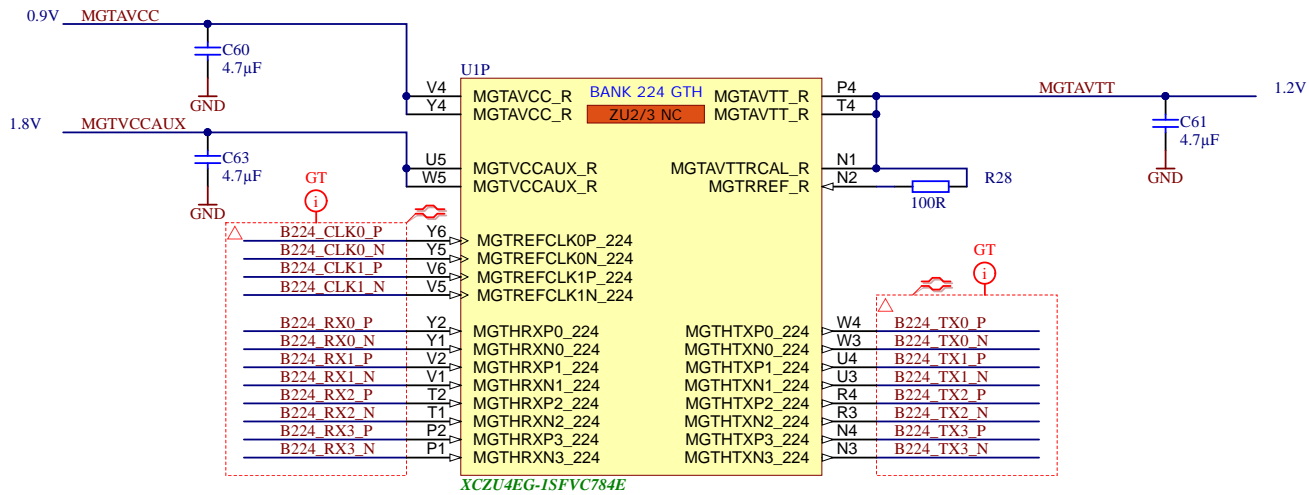 0.9V MGTAVCC
C60
4.7µF
GND
1.8V MGTVCCAUX
C63
4.7µF
GND
U1P
BANK 224 GTH
ZU2/3 NC
V4 MGTAVCC_R
Y4 MGTAVCC_R
U5 MGTVCCAUX_R
W5 MGTVCCAUX_R
MGTAVTT_R P4
MGTAVTT_R T4
MGTAVTTRCAL_R N1
MGTRREF_R N2
MGTAVTT 1.2V
C61
4.7µF
GND
R28
100R
GT
i
B224_CLK0_P Y6 MGTREFCLK0P_224
B224_CLK0_N Y5 MGTREFCLK0N_224
B224_CLK1_P V6 MGTREFCLK1P_224
B224_CLK1_N V5 MGTREFCLK1N_224
B224_RX0_P Y2 MGTHRXP0_224
B224_RX0_N Y1 MGTHRXN0_224
B224_RX1_P V2 MGTHRXP1_224
B224_RX1_N V1 MGTHRXN1_224
B224_RX2_P T2 MGTHRXP2_224
B224_RX2_N T1 MGTHRXN2_224
B224_RX3_P P2 MGTHRXP3_224
B224_RX3_N P1 MGTHRXN3_224
GT
i
MGTHTXP0_224 W4 B224_TX0_P
MGTHTXN0_224 W3 B224_TX0_N
MGTHTXP1_224 U4 B224_TX1_P
MGTHTXN1_224 U3 B224_TX1_N
MGTHTXP2_224 R4 B224_TX2_P
MGTHTXN2_224 R3 B224_TX2_N
MGTHTXP3_224 N4 B224_TX3_P
MGTHTXN3_224 N3 B224_TX3_N
XCZU4EG-1SFVC784E